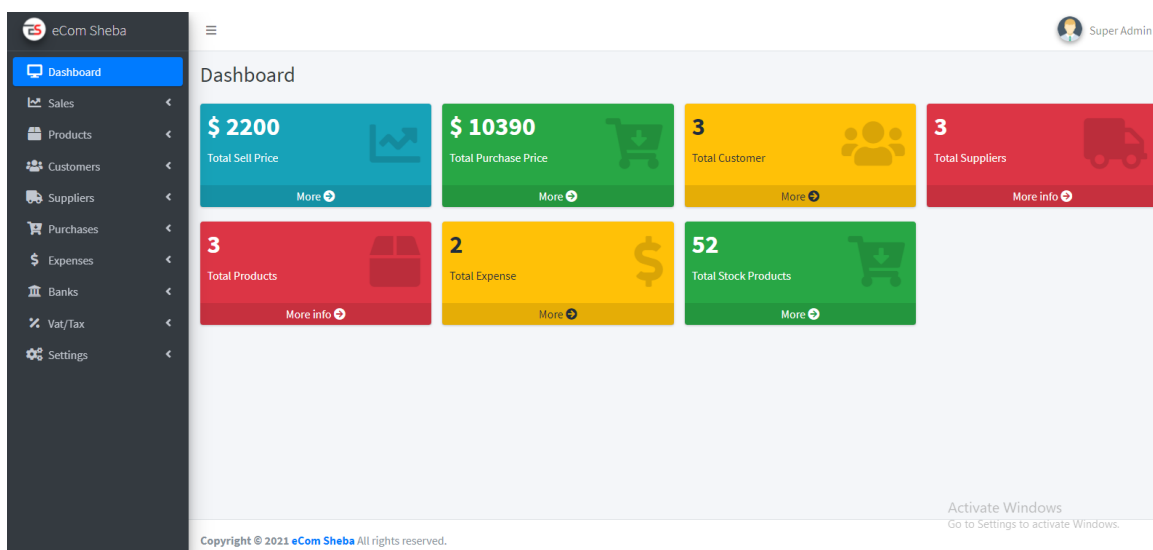 ES eCom Sheba
Super Admin
Dashboard
Sales
Products
Customers
Suppliers
Purchases
Expenses
Banks
Vat/Tax
Settings
Dashboard
$ 2200
Total Sell Price
More
$ 10390
Total Purchase Price
More
3
Total Customer
More
3
Total Suppliers
More info
3
Total Products
More info
2
Total Expense
More
52
Total Stock Products
More
Activate Windows
Go to Settings to activate Windows.
Copyright © 2021 eCom Sheba All rights reserved.